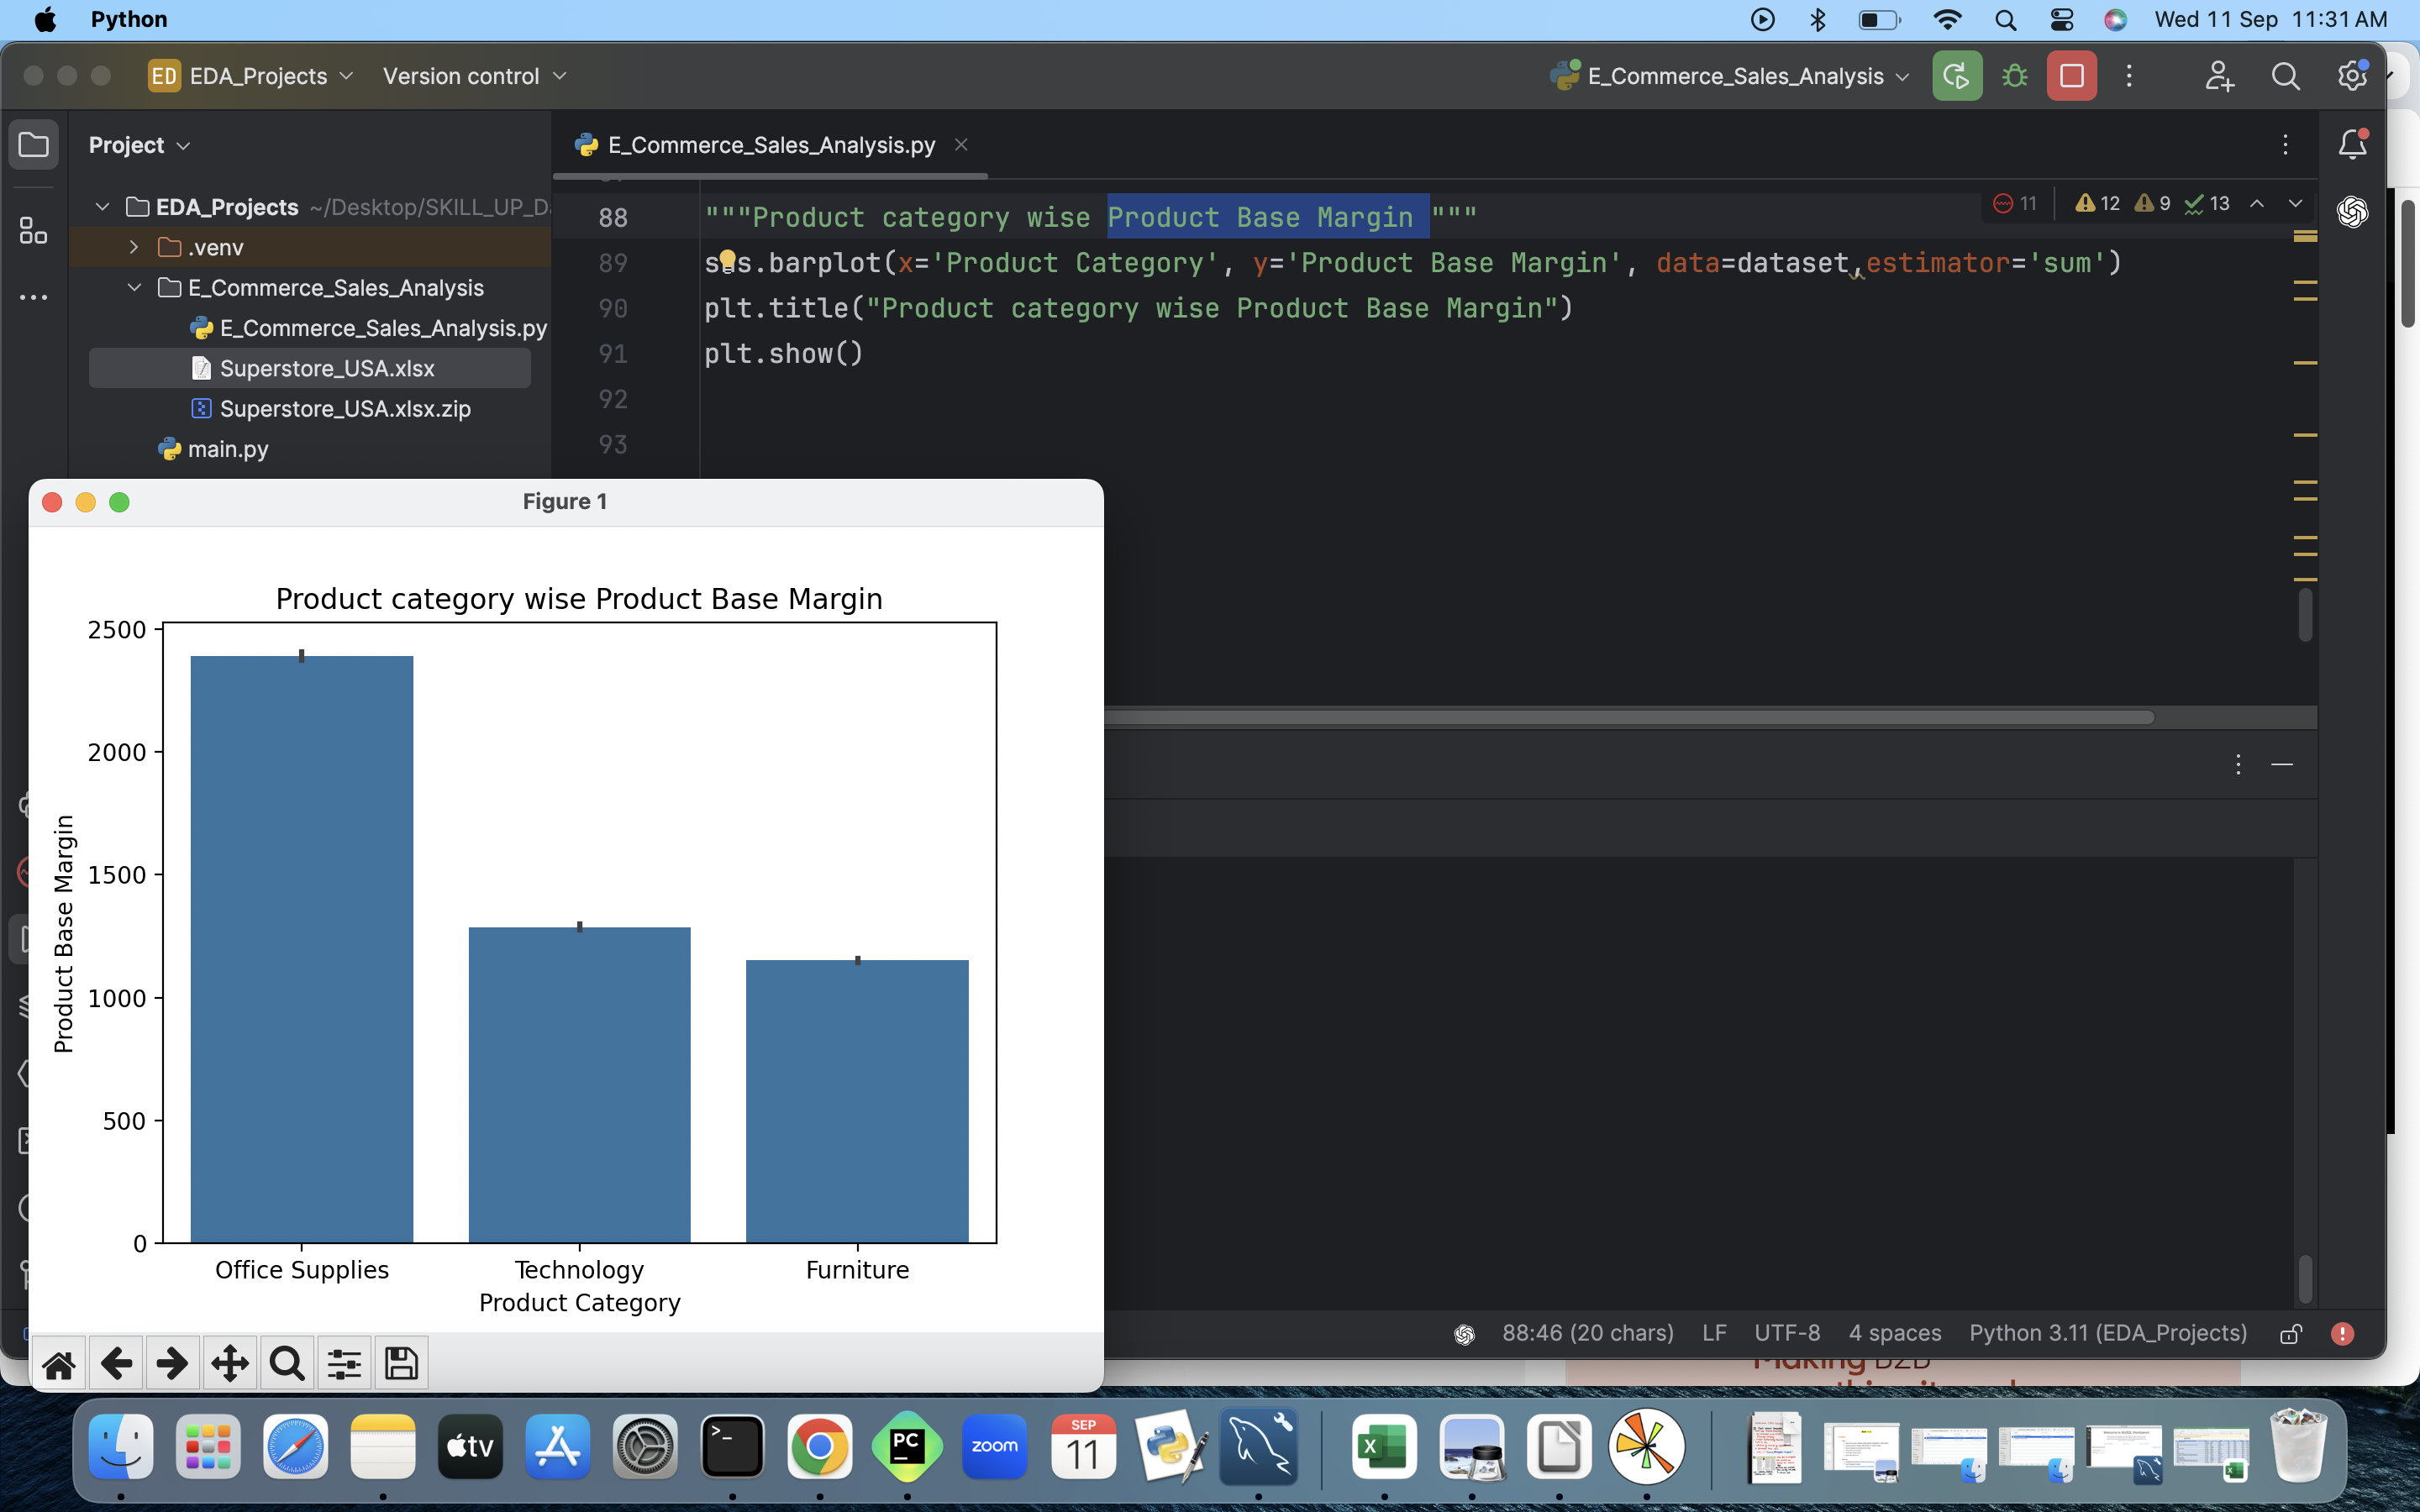 Python
Wed 11 Sep 11:31 AM
ED EDA_Projects
Version control
E_Commerce_Sales_Analysis
Project
E_Commerce_Sales_Analysis.py
EDA_Projects ~/Desktop/SKILL_UP_D
.venv
E_Commerce_Sales_Analysis
E_Commerce_Sales_Analysis.py
Superstore_USA.xlsx
Superstore_USA.xlsx.zip
main.py
11 12 9 13
88 """Product category wise Product Base Margin """
89 sns.barplot(x='Product Category', y='Product Base Margin', data=dataset,estimator='sum')
90 plt.title("Product category wise Product Base Margin")
91 plt.show()
92
93
Figure 1
Product category wise Product Base Margin
2500
2000
1500
1000
500
0
Product Base Margin
Office Supplies
Technology
Furniture
Product Category
88:46 (20 chars) LF UTF-8 4 spaces Python 3.11 (EDA_Projects)
Making B2B
tv
>_
PC
zoom
SEP
11
X